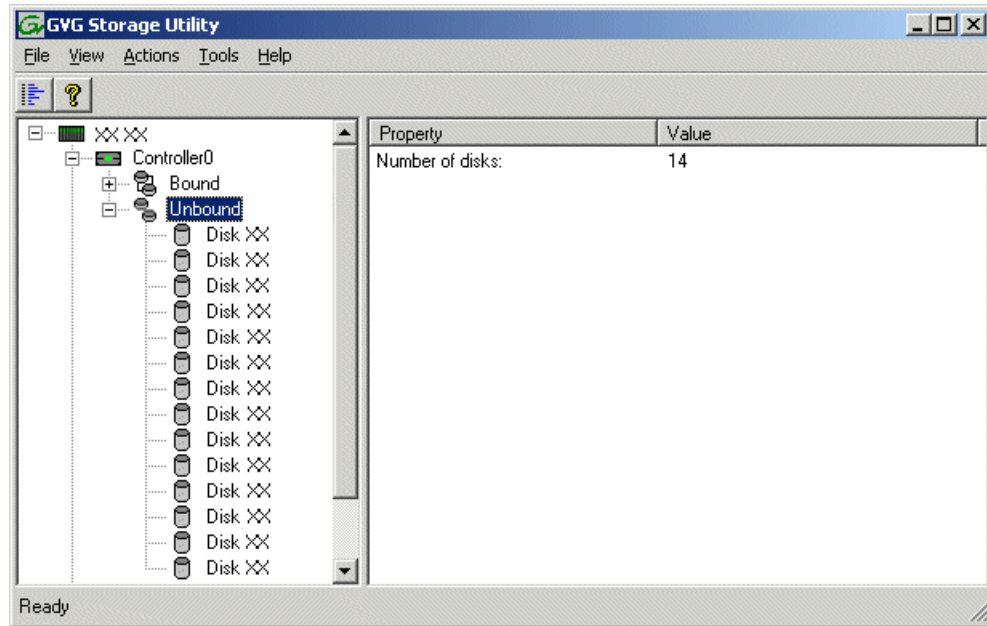 GVG Storage Utility
File View Actions Tools Help
XX XX
Controller0
Bound
Unbound
Disk XX
Disk XX
Disk XX
Disk XX
Disk XX
Disk XX
Disk XX
Disk XX
Disk XX
Disk XX
Disk XX
Disk XX
Disk XX
Disk XX
Property Value
Number of disks: 14
Ready